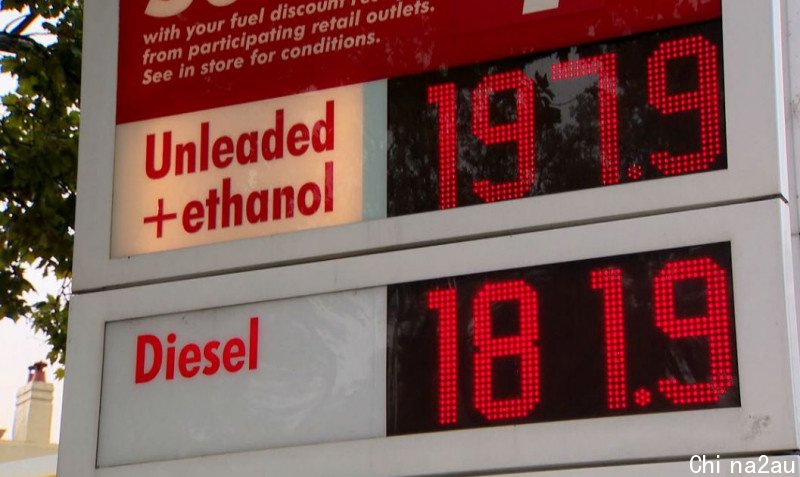 with your fuel discount
from participating retail outlets.
See in store for conditions.
Unleaded
+ethanol
197.9
Diesel
181.9
Chi na2au